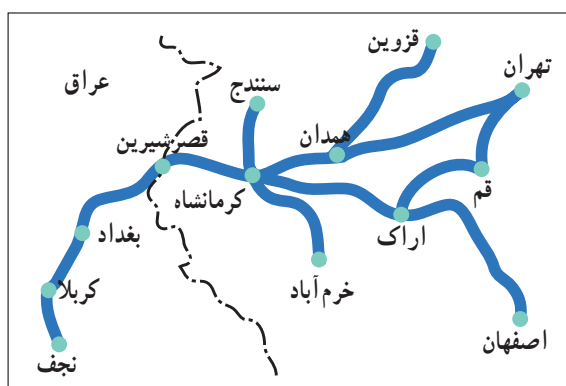 قزوین
تهران
عراق
سنندج
همدان
قصرشیرین
قم
کرمانشاه
اراک
بغداد
خرم‌آباد
کربلا
اصفهان
نجف